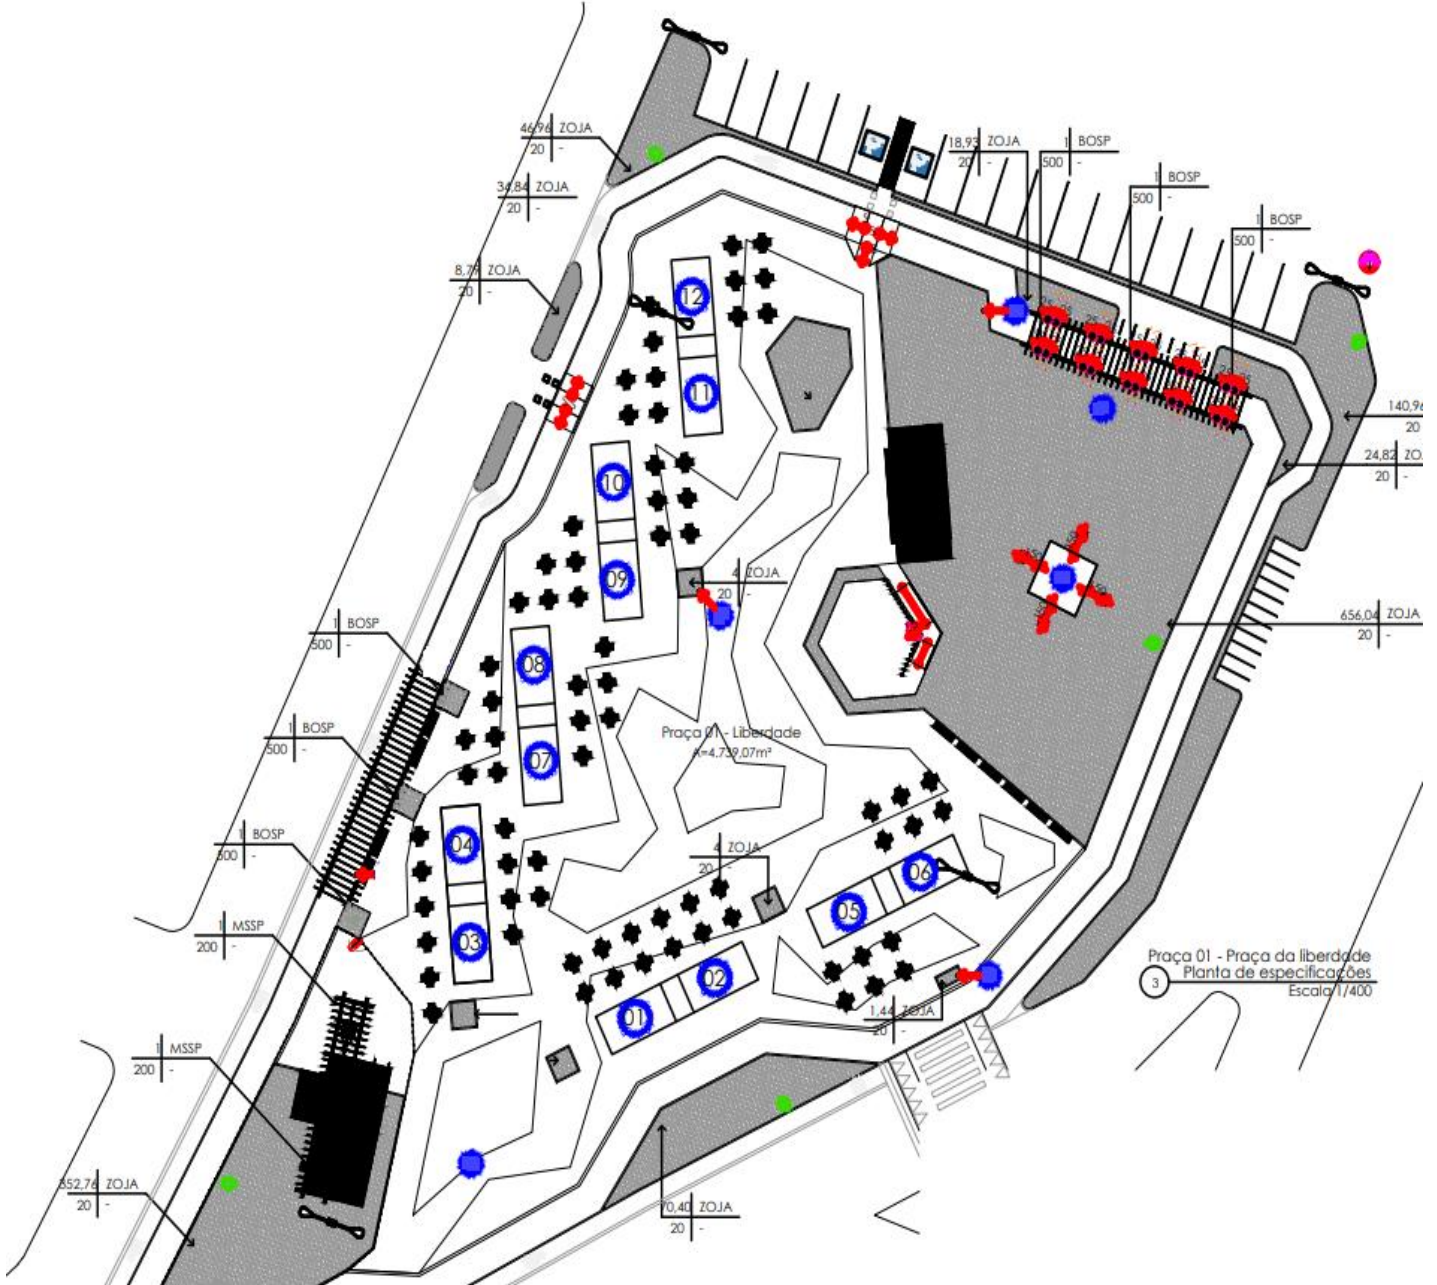 46,96 ZOJA
20 -
34,84 ZOJA
20 -
8,79 ZOJA
20 -
18,93 ZOJA
20 -
1 BOSP
500 -
1 BOSP
500 -
1 BOSP
500 -
12
11
10
09
08
07
04
03
02
01
05
06
140,96
20
24,82 ZO
20 -
656,04 ZOJA
20 -
4 ZOJA
20 -
1 BOSP
500 -
1 BOSP
500 -
1 BOSP
500 -
Praça 01 - Liberdade
A=4.739,07m²
4 ZOJA
20 -
1 MSSP
200 -
1 MSSP
200 -
1,44 ZOJA
20 -
352,76 ZOJA
20 -
70,40 ZOJA
20 -
Praça 01 - Praça da liberdade
3 Planta de especificações
Escala 1/400